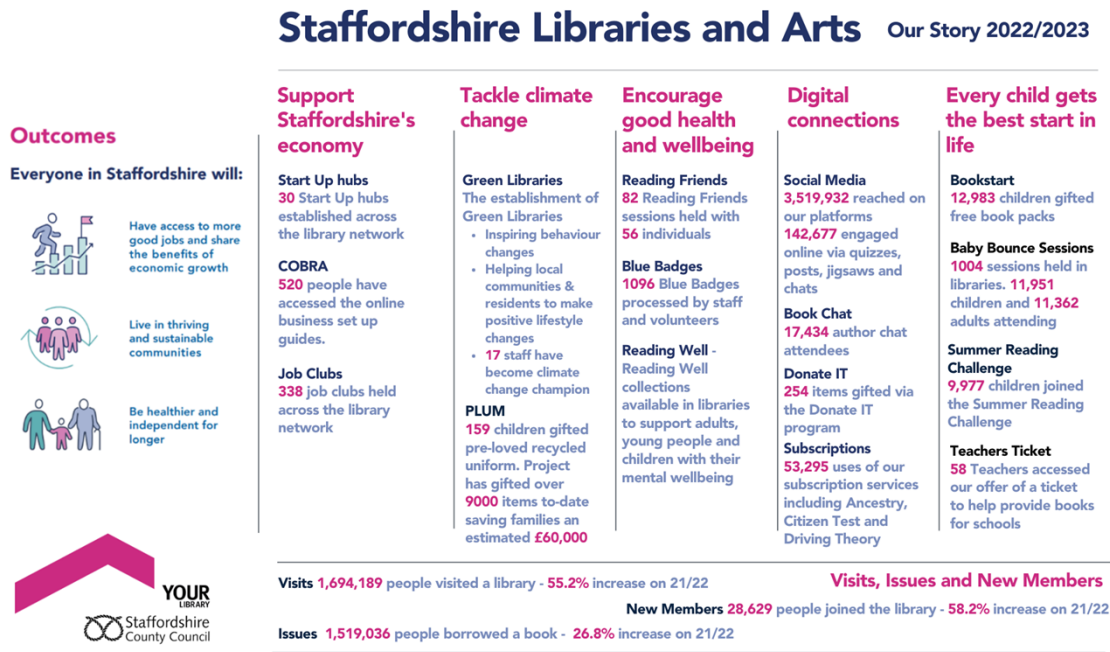 Staffordshire Libraries and Arts Our Story 2022/2023
Outcomes
Everyone in Staffordshire will:
Have access to more
good jobs and share
the benefits of
economic growth
Live in thriving
and sustainable
communities
Be healthier and
independent for
longer
YOUR
LIBRARY
Staffordshire
County Council
Support
Staffordshire's
economy
Start Up hubs
30 Start Up hubs
established across
the library network
COBRA
520 people have
accessed the online
business set up
guides.
Job Clubs
338 job clubs held
across the library
network
Tackle climate
change
Green Libraries
The establishment of
Green Libraries
• Inspiring behaviour
changes
• Helping local
communities &
residents to make
positive lifestyle
changes
• 17 staff have
become climate
change champion
PLUM
159 children gifted
pre-loved recycled
uniform. Project
has gifted over
9000 items to-date
saving families an
estimated £60,000
Encourage
good health
and wellbeing
Reading Friends
82 Reading Friends
sessions held with
56 individuals
Blue Badges
1096 Blue Badges
processed by staff
and volunteers
Reading Well -
Reading Well
collections
available in libraries
to support adults,
young people and
children with their
mental wellbeing
Digital
connections
Social Media
3,519,932 reached on
our platforms
142,677 engaged
online via quizzes,
posts, jigsaws and
chats
Book Chat
17,434 author chat
attendees
Donate IT
254 items gifted via
the Donate IT
program
Subscriptions
53,295 uses of our
subscription services
including Ancestry,
Citizen Test and
Driving Theory
Every child gets
the best start in
life
Bookstart
12,983 children gifted
free book packs
Baby Bounce Sessions
1004 sessions held in
libraries. 11,951
children and 11,362
adults attending
Summer Reading
Challenge
9,977 children joined
the Summer Reading
Challenge
Teachers Ticket
58 Teachers accessed
our offer of a ticket
to help provide books
for schools
Visits 1,694,189 people visited a library - 55.2% increase on 21/22
Visits, Issues and New Members
New Members 28,629 people joined the library - 58.2% increase on 21/22
Issues 1,519,036 people borrowed a book - 26.8% increase on 21/22